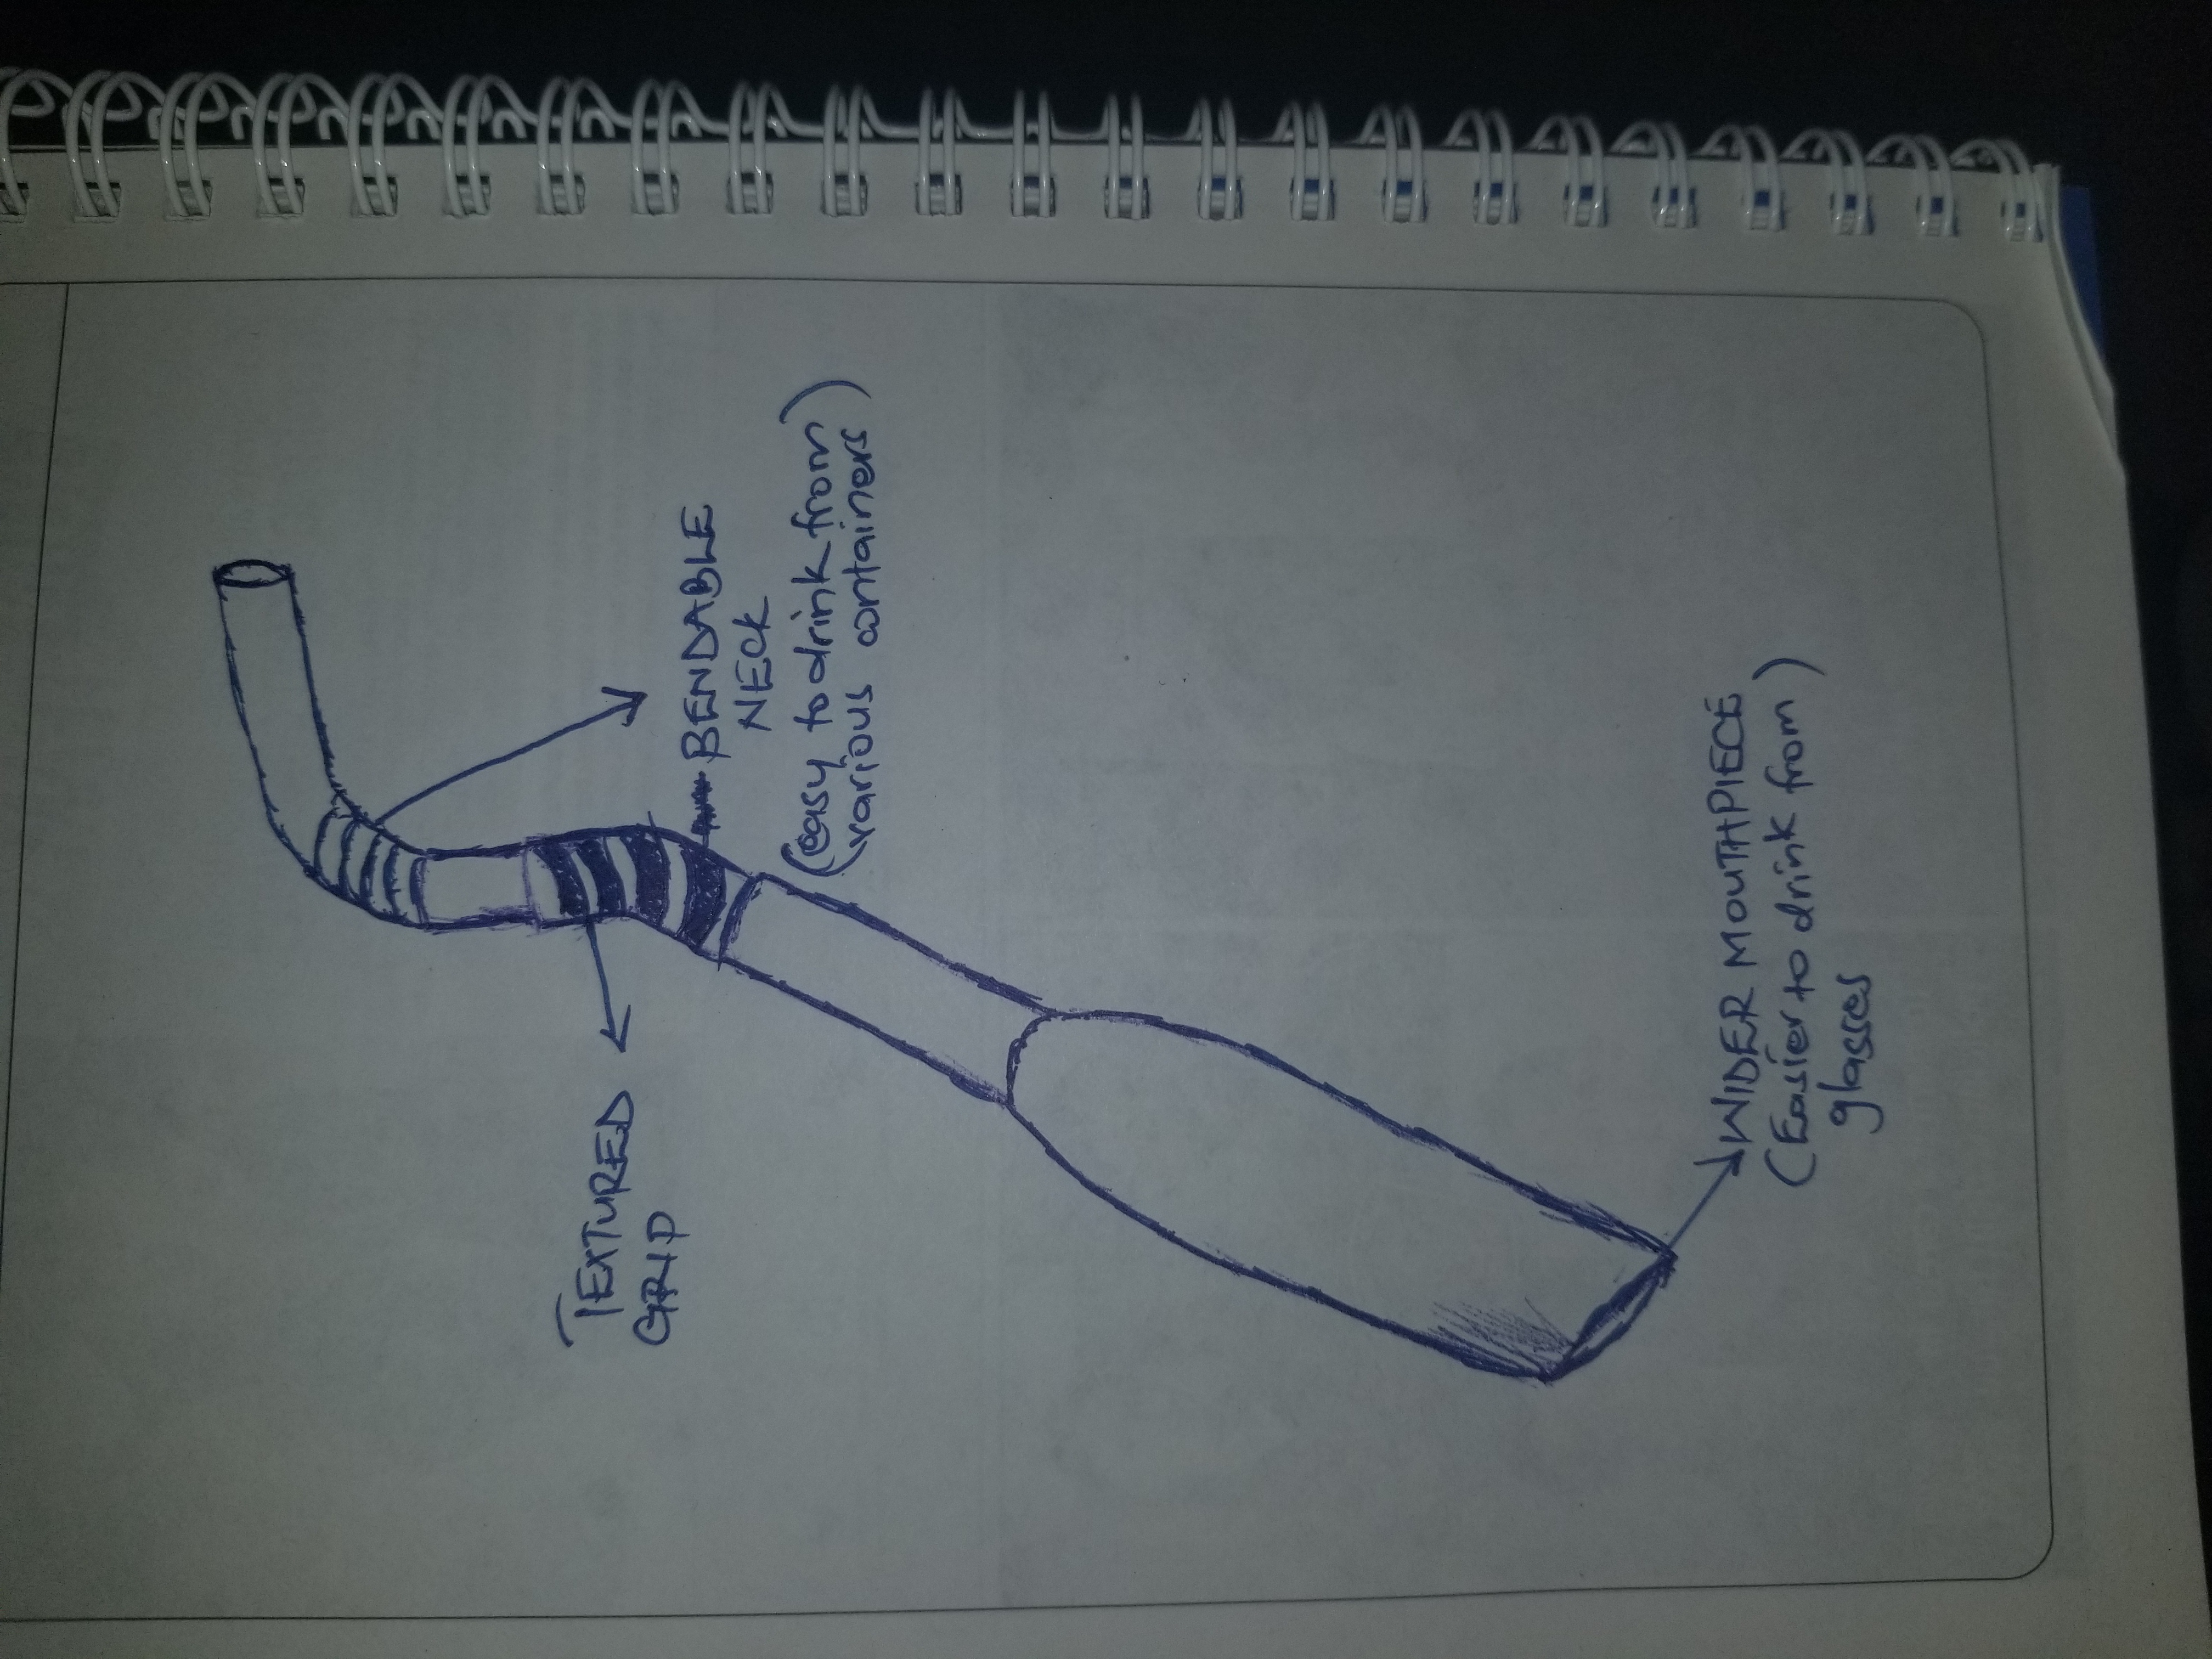 TEXTURED
GRIP
BENDABLE
NECK
(easy to drink from)
various containers
WIDER MOUTHPIECE
(Easier to drink from)
glasses